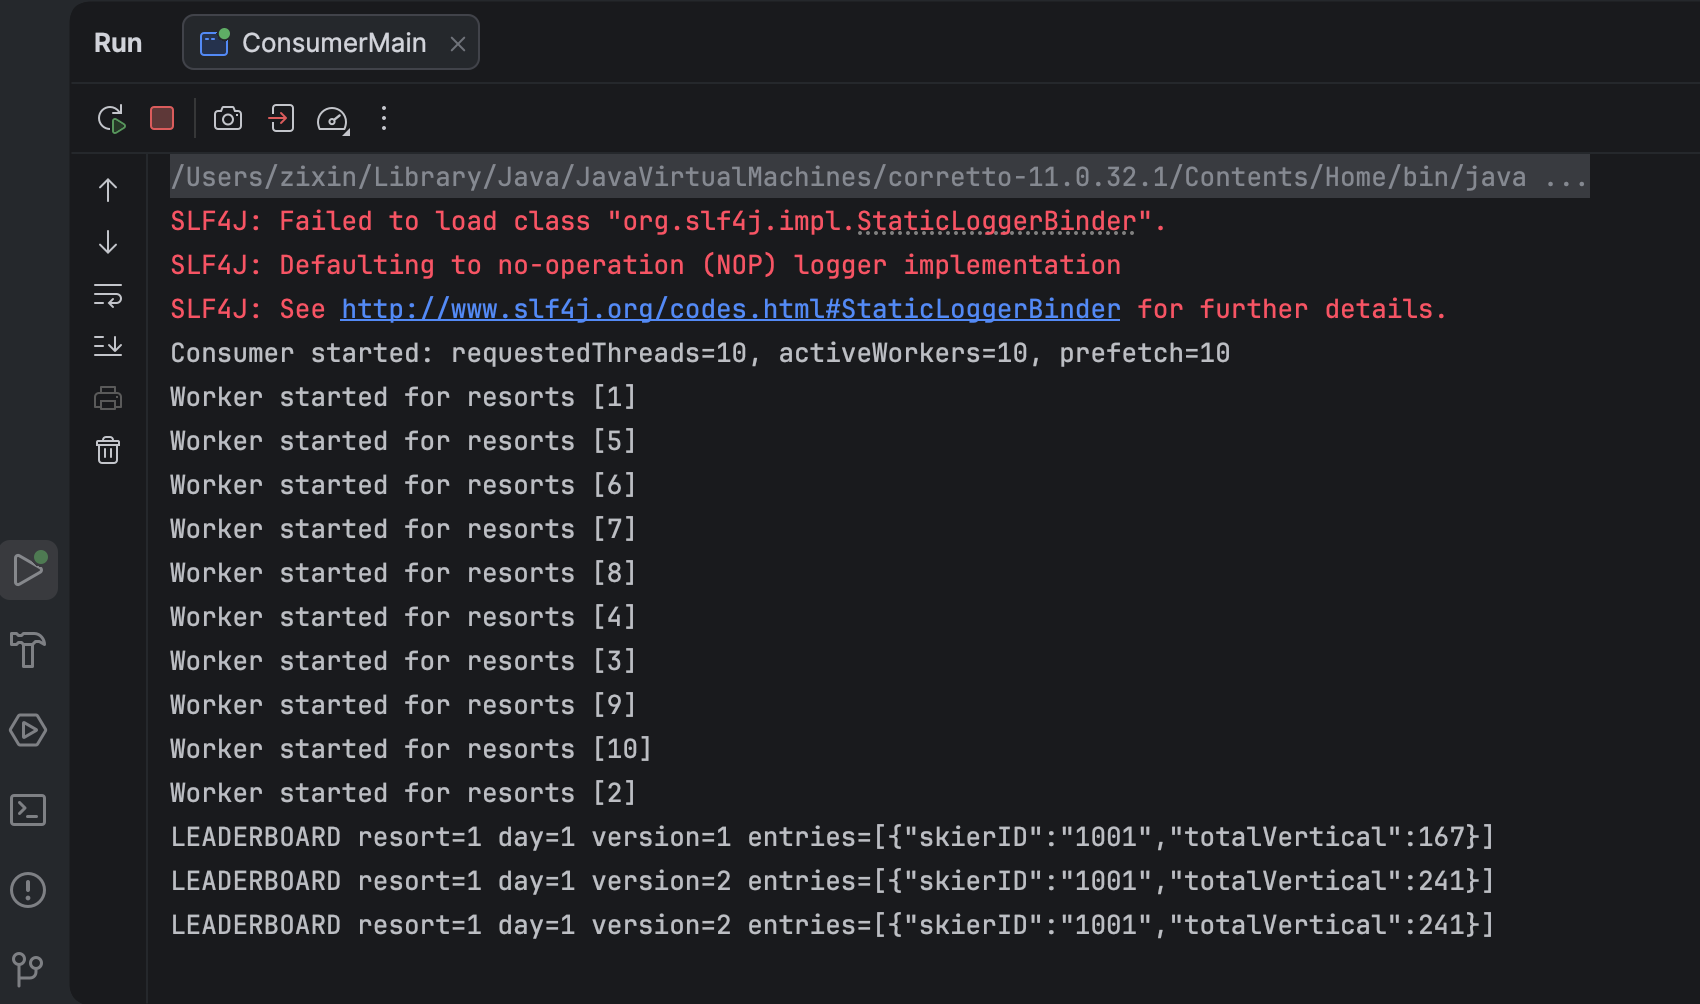 Run
ConsumerMain
/Users/zixin/Library/Java/JavaVirtualMachines/corretto-11.0.32.1/Contents/Home/bin/java ...
SLF4J: Failed to load class "org.slf4j.impl.StaticLoggerBinder".
SLF4J: Defaulting to no-operation (NOP) logger implementation
SLF4J: See http://www.slf4j.org/codes.html#StaticLoggerBinder for further details.
Consumer started: requestedThreads=10, activeWorkers=10, prefetch=10
Worker started for resorts [1]
Worker started for resorts [5]
Worker started for resorts [6]
Worker started for resorts [7]
Worker started for resorts [8]
Worker started for resorts [4]
Worker started for resorts [3]
Worker started for resorts [9]
Worker started for resorts [10]
Worker started for resorts [2]
LEADERBOARD resort=1 day=1 version=1 entries=[{"skierID":"1001","totalVertical":167}]
LEADERBOARD resort=1 day=1 version=2 entries=[{"skierID":"1001","totalVertical":241}]
LEADERBOARD resort=1 day=1 version=2 entries=[{"skierID":"1001","totalVertical":241}]